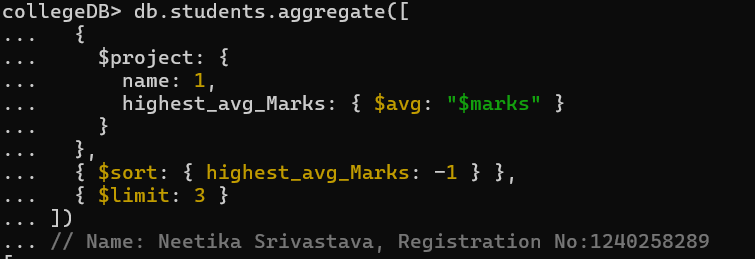 collegeDB> db.students.aggregate([
...   {
...     $project: {
...       name: 1,
...       highest_avg_Marks: { $avg: "$marks" }
...     }
...   },
...   { $sort: { highest_avg_Marks: -1 } },
...   { $limit: 3 }
... ])
... // Name: Neetika Srivastava, Registration No:1240258289